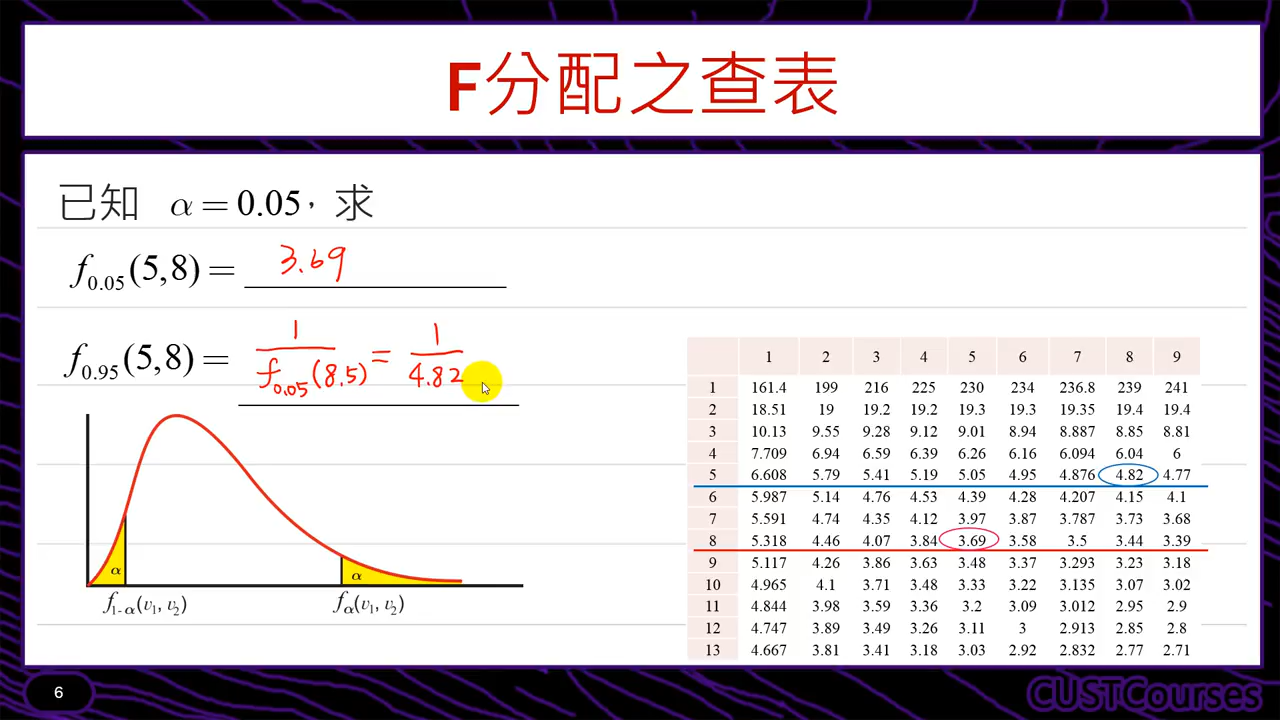 F分配之查表
已知 α = 0.05，求
f0.05(5,8) = 3.69
f0.95(5,8) = 1/f0.05(8.5) = 1/4.82
α α
f1-α(v1, v2) fα(v1, v2)
1 2 3 4 5 6 7 8 9
1 161.4 199 216 225 230 234 236.8 239 241
2 18.51 19 19.2 19.2 19.3 19.3 19.35 19.4 19.4
3 10.13 9.55 9.28 9.12 9.01 8.94 8.887 8.85 8.81
4 7.709 6.94 6.59 6.39 6.26 6.16 6.094 6.04 6
5 6.608 5.79 5.41 5.19 5.05 4.95 4.876 4.82 4.77
6 5.987 5.14 4.76 4.53 4.39 4.28 4.207 4.15 4.1
7 5.591 4.74 4.35 4.12 3.97 3.87 3.787 3.73 3.68
8 5.318 4.46 4.07 3.84 3.69 3.58 3.5 3.44 3.39
9 5.117 4.26 3.86 3.63 3.48 3.37 3.293 3.23 3.18
10 4.965 4.1 3.71 3.48 3.33 3.22 3.135 3.07 3.02
11 4.844 3.98 3.59 3.36 3.2 3.09 3.012 2.95 2.9
12 4.747 3.89 3.49 3.26 3.11 3 2.913 2.85 2.8
13 4.667 3.81 3.41 3.18 3.03 2.92 2.832 2.77 2.71
6
CUSTCourses